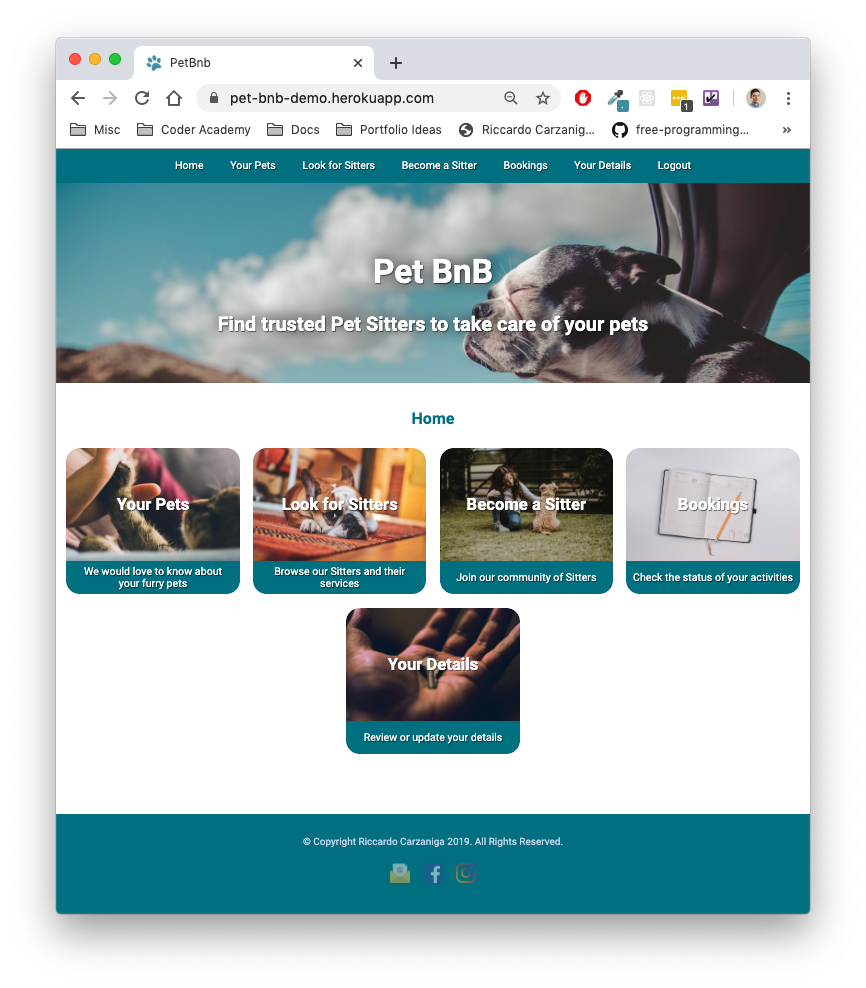 PetBnb
pet-bnb-demo.herokuapp.com
1
Misc Coder Academy Docs Portfolio Ideas Riccardo Carzanig... free-programming... »
Home Your Pets Look for Sitters Become a Sitter Bookings Your Details Logout
Pet BnB
Find trusted Pet Sitters to take care of your pets
Home
Your Pets
We would love to know about
your furry pets
Look for Sitters
Browse our Sitters and their
services
Become a Sitter
Join our community of Sitters
Bookings
Check the status of your activities
Your Details
Review or update your details
© Copyright Riccardo Carzaniga 2019. All Rights Reserved.